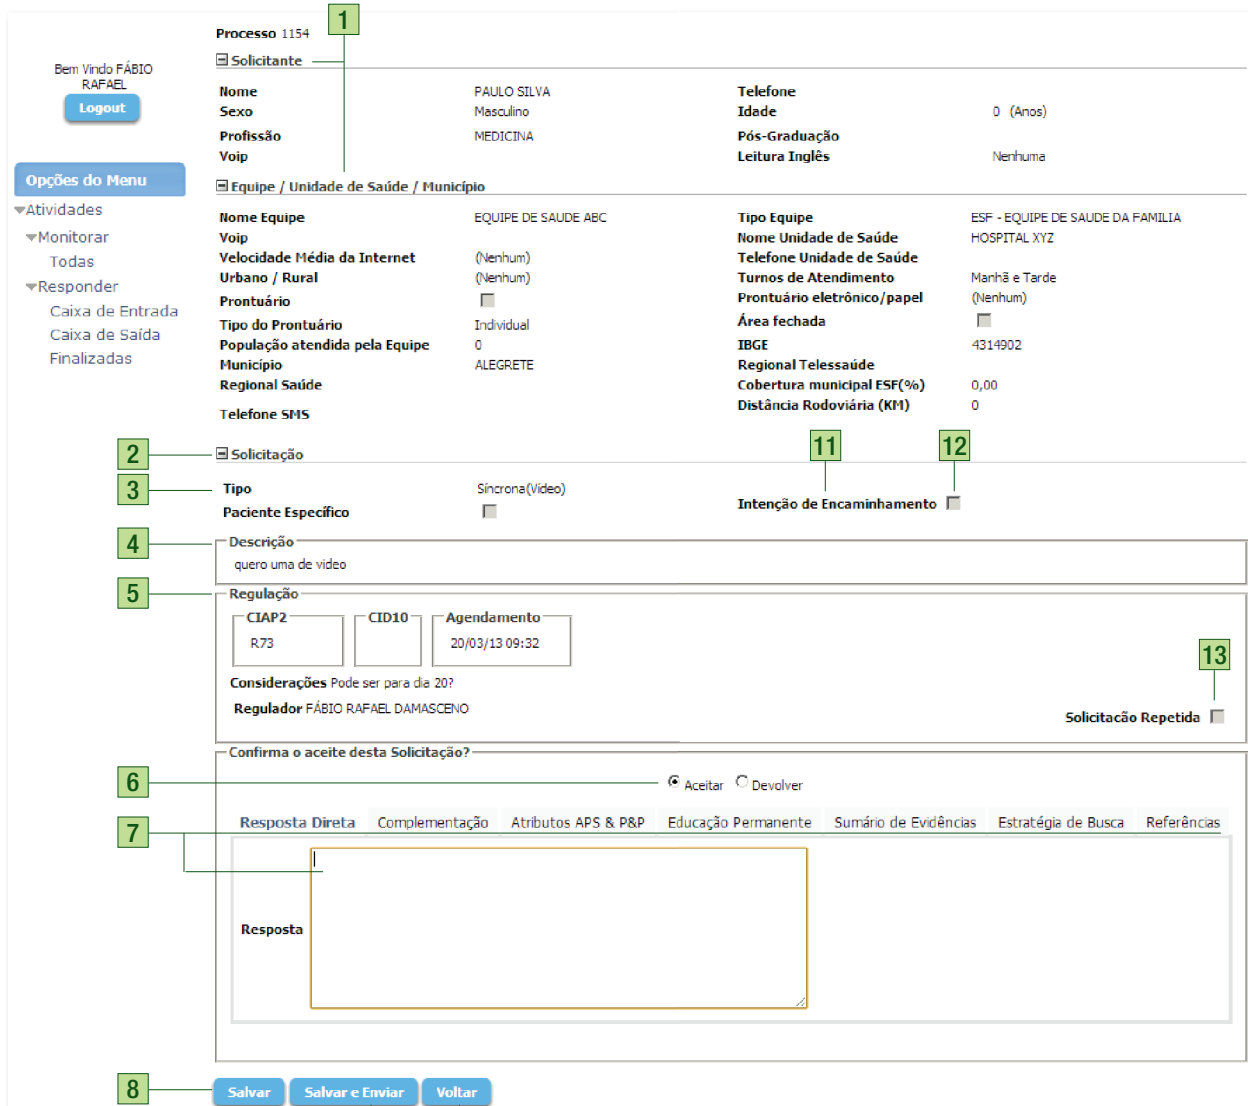 1
Processo 1154
Solicitante
Bem Vindo FÁBIO
RAFAEL
Logout
Nome PAULO SILVA Telefone
Sexo Masculino Idade 0 (Anos)
Profissão MEDICINA Pós-Graduação
Voip Leitura Inglês Nenhuma
Opções do Menu
Atividades
Monitorar
Todas
Responder
Caixa de Entrada
Caixa de Saída
Finalizadas
Equipe / Unidade de Saúde / Município
Nome Equipe EQUIPE DE SAUDE ABC Tipo Equipe ESF - EQUIPE DE SAUDE DA FAMILIA
Voip Nome Unidade de Saúde HOSPITAL XYZ
Velocidade Média da Internet (Nenhum) Telefone Unidade de Saúde
Urbano / Rural (Nenhum) Turnos de Atendimento Manhã e Tarde
Prontuário Prontuário eletrônico/papel (Nenhum)
Tipo do Prontuário Individual Área fechada
População atendida pela Equipe 0 IBGE 4314902
Município ALEGRETE Regional Telessaúde
Regional Saúde Cobertura municipal ESF(%) 0,00
Telefone SMS Distância Rodoviária (KM) 0
2 Solicitação 11 12
3 Tipo Síncrona(Vídeo) Intenção de Encaminhamento
Paciente Específico
4 Descrição
quero uma de video
5 Regulação
CIAP2 CID10 Agendamento
R73 20/03/13 09:32
13
Considerações Pode ser para dia 20?
Regulador FÁBIO RAFAEL DAMASCENO
Solicitacão Repetida
Confirma o aceite desta Solicitação?
6 Aceitar Devolver
7 Resposta Direta Complementação Atributos APS & P&P Educação Permanente Sumário de Evidências Estratégia de Busca Referências
Resposta
8 Salvar Salvar e Enviar Voltar